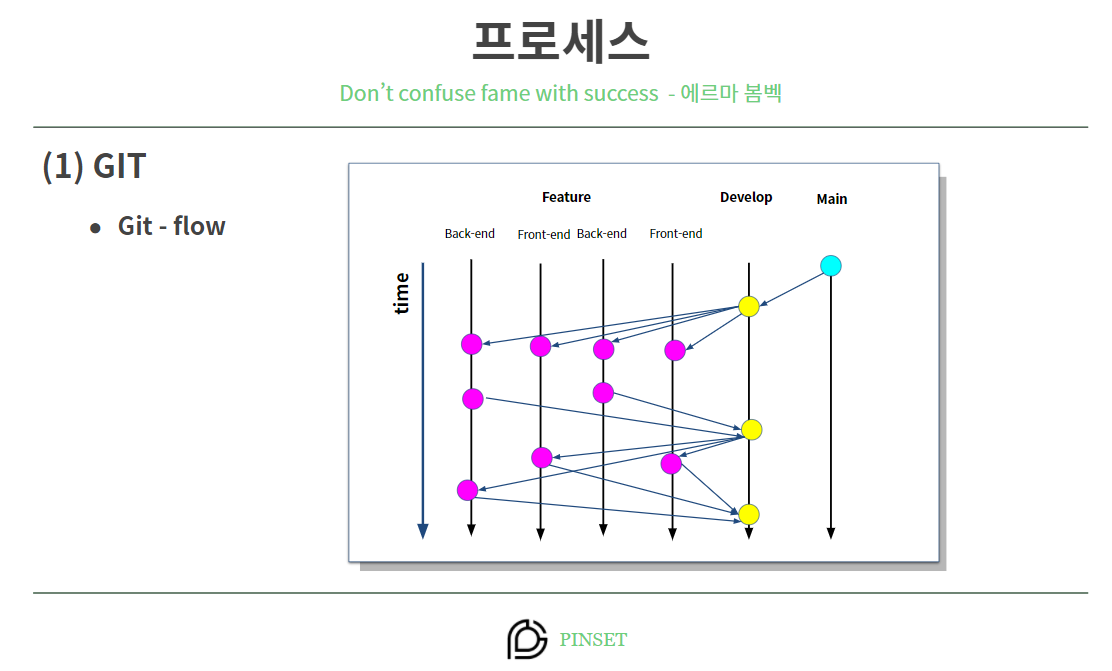 프로세스
Don’t confuse fame with success - 에르마 봄벡
(1) GIT
● Git - flow
Feature Develop Main
Back-end Front-end Back-end Front-end
time
PINSET